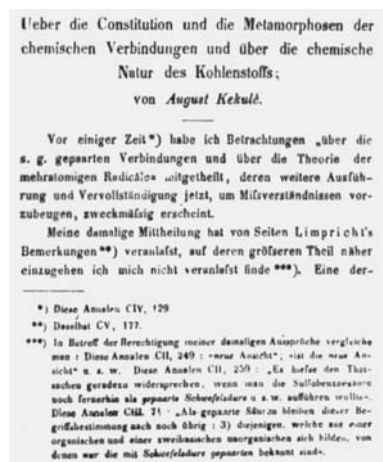 Ueber die Constitution und die Metamorphosen der
chemischen Verbindungen und über die chemische
Natur des Kohlenstoffs;
von August Kekulé.
Vor einiger Zeit*) habe ich Betrachtungen „über die
s. g. gepaarten Verbindungen und über die Theorie der
mehratomigen Radicale mitgetheilt, deren weitere Ausfüh-
rung und Vervollständigung jetzt, um Mifsverständnissen vor-
zubeugen, zweckmäfsig erscheint.
Meine damalige Mittheilung hat von Seiten Limpricht's
Bemerkungen**) veranlafst, auf deren gröfseren Theil näher
einzugehen ich mich nicht veranlafst finde***). Eine der-
*) Diese Annalen CIV, 129.
**) Daselbst CV, 177.
***) In Betreff der Berechtigung meiner damaligen Aussprüche vergleiche
man : Diese Annalen CII, 249 : „neue Ansicht“; „ist die neue An-
sicht“ u. s. w. Diese Annalen CII, 259 : „Es hiefse den That-
sachen geradezu widersprechen, wenn man die Sulfobenzoësäure
noch fernerhin als gepaarte Schwefelsäure u. s. w. aufführen wollte“.
Diese Annalen CIII. 71 : „Als gepaarte Säuren bleiben dieser Be-
griffsbestimmung nach noch übrig : 3) diejenigen, welche aus einer
organischen und einer zweibasischen unorganischen sich bilden, von
denen nur die mit Schwefelsäure gepaarten bekannt sind“.